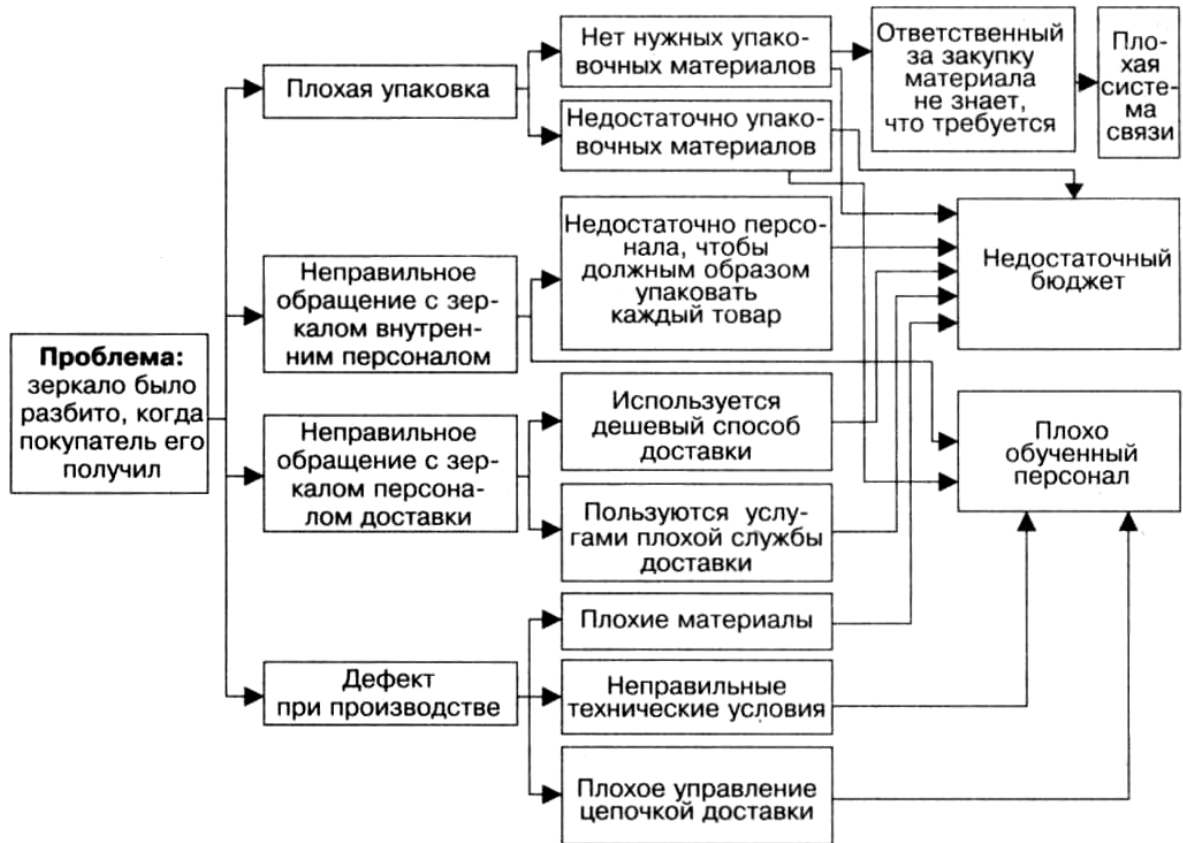 Проблема:
зеркало было
разбито, когда
покупатель его
получил
Плохая упаковка
Неправильное
обращение с зер-
калом внутрен-
ним персоналом
Неправильное
обращение с зер-
калом персона-
лом доставки
Дефект
при производстве
Нет нужных упако-
вочных материалов
Недостаточно упако-
вочных материалов
Недостаточно персо-
нала, чтобы
должным образом
упаковать
каждый товар
Используется
дешевый способ
доставки
Пользуются услу-
гами плохой службы
доставки
Плохие материалы
Неправильные
технические условия
Плохое управление
цепочкой доставки
Ответственный
за закупку
материала
не знает,
что требуется
Пло-
хая
систе-
ма
связи
Недостаточный
бюджет
Плохо
обученный
персонал